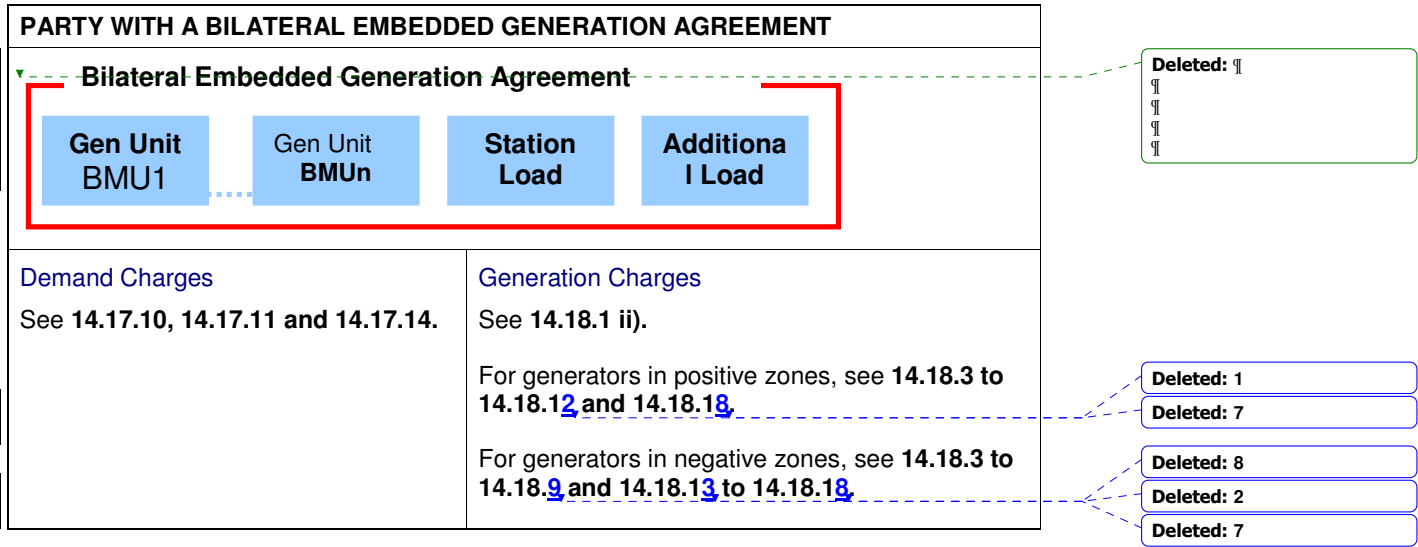 PARTY WITH A BILATERAL EMBEDDED GENERATION AGREEMENT
Bilateral Embedded Generation Agreement
Gen Unit
BMU1
Gen Unit
BMUn
Station
Load
Additiona
l Load
Demand Charges
See 14.17.10, 14.17.11 and 14.17.14.
Generation Charges
See 14.18.1 ii).
For generators in positive zones, see 14.18.3 to
14.18.12 and 14.18.18.
For generators in negative zones, see 14.18.3 to
14.18.9 and 14.18.13 to 14.18.18.
Deleted: ¶
¶
¶
¶
¶
Deleted: 1
Deleted: 7
Deleted: 8
Deleted: 2
Deleted: 7